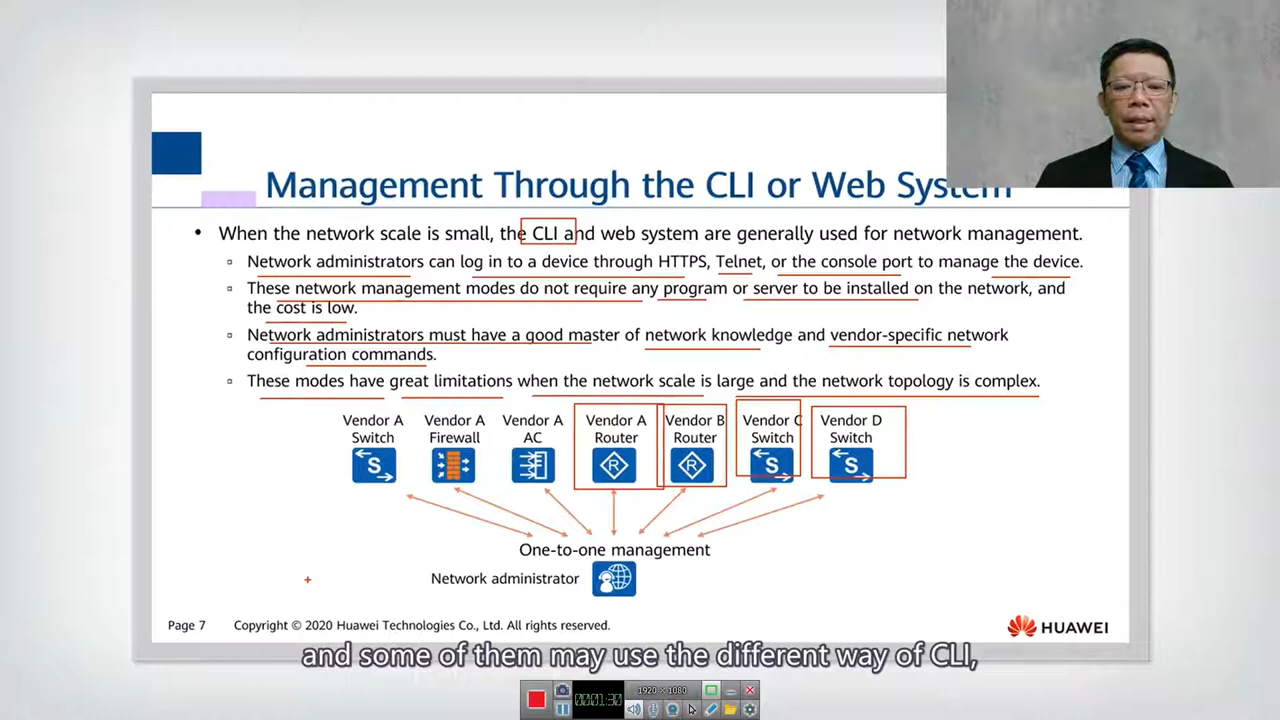 Management Through the CLI or Web System
• When the network scale is small, the CLI and web system are generally used for network management.
▫ Network administrators can log in to a device through HTTPS, Telnet, or the console port to manage the device.
▫ These network management modes do not require any program or server to be installed on the network, and
the cost is low.
▫ Network administrators must have a good master of network knowledge and vendor-specific network
configuration commands.
▫ These modes have great limitations when the network scale is large and the network topology is complex.
Vendor A Switch
Vendor A Firewall
Vendor A AC
Vendor A Router
Vendor B Router
Vendor C Switch
Vendor D Switch
S
R
R
S
S
One-to-one management
Network administrator
Page 7 Copyright © 2020 Huawei Technologies Co., Ltd. All rights reserved.
HUAWEI
and some of them may use the different way of CLI,
1920 × 1080
00:01:30